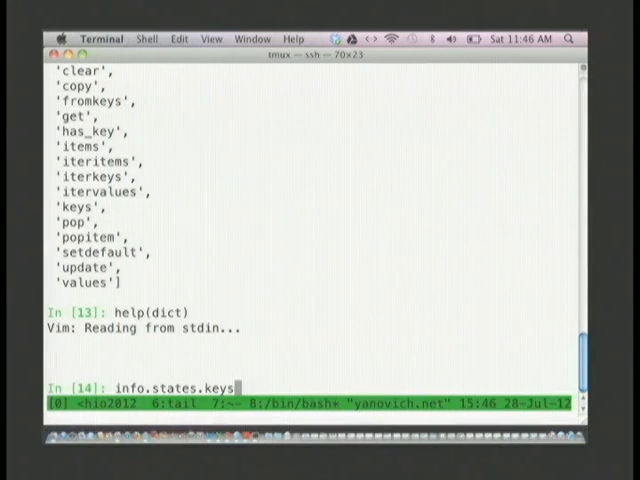 Terminal Shell Edit View Window Help Sat 11:46 AM
tmux — ssh — 70×23
'clear',
'copy',
'fromkeys',
'get',
'has_key',
'items',
'iteritems',
'iterkeys',
'itervalues',
'keys',
'pop',
'popitem',
'setdefault',
'update',
'values']
In [13]: help(dict)
Vim: Reading from stdin...
In [14]: info.states.keys
[0] <hio2012 6:tail 7:~- 8:/bin/bash* "yanovich.net" 15:46 28-Jul-12